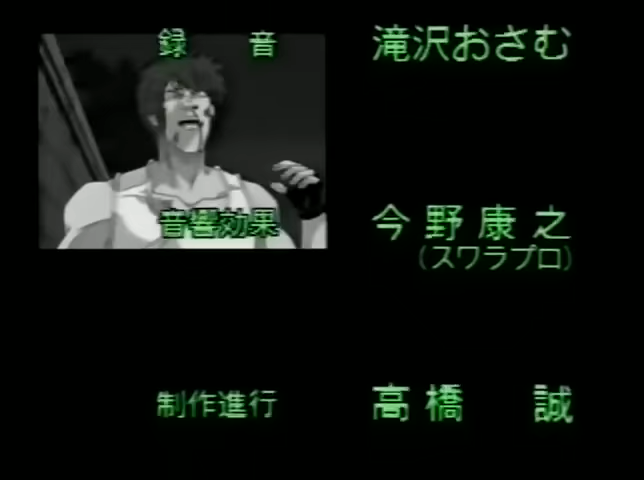 録 音 滝沢おさむ
音響効果 今野康之
(スワラプロ)
制作進行 高橋 誠